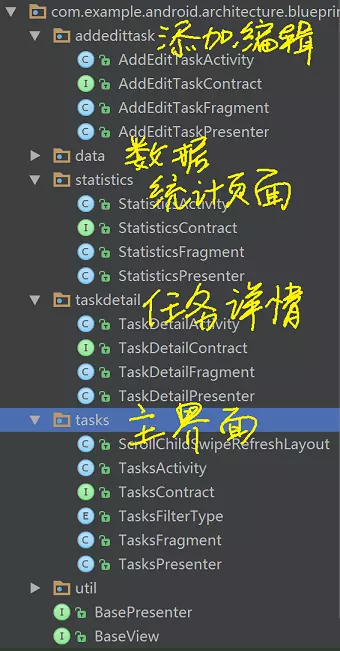 com.example.android.architecture.blueprin
addedittask 添加,编辑
AddEditTaskActivity
AddEditTaskContract
AddEditTaskFragment
AddEditTaskPresenter
data 数据
statistics
统计页面
StatisticsActivity
StatisticsContract
StatisticsFragment
StatisticsPresenter
taskdetail 任务详情
TaskDetailActivity
TaskDetailContract
TaskDetailFragment
TaskDetailPresenter
tasks 主界面
ScrollChildSwipeRefreshLayout
TasksActivity
TasksContract
TasksFilterType
TasksFragment
TasksPresenter
util
BasePresenter
BaseView